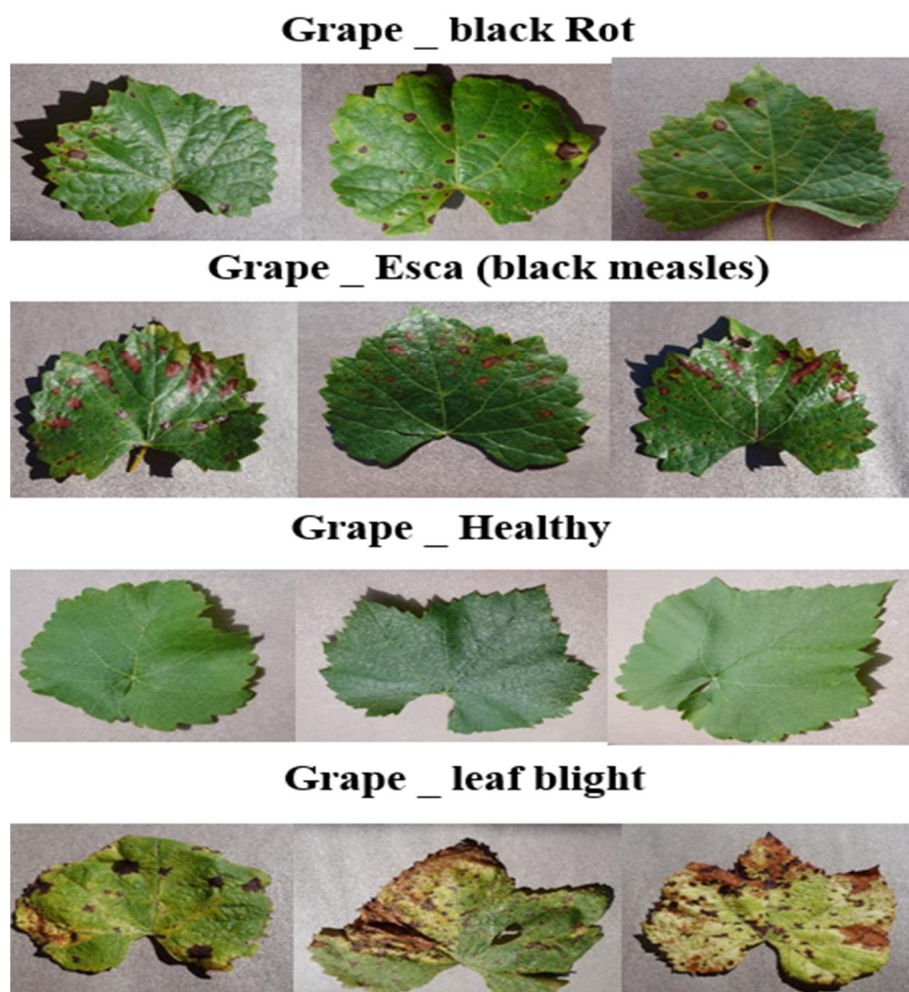 Grape _ black Rot
Grape _ Esca (black measles)
Grape _ Healthy
Grape _ leaf blight